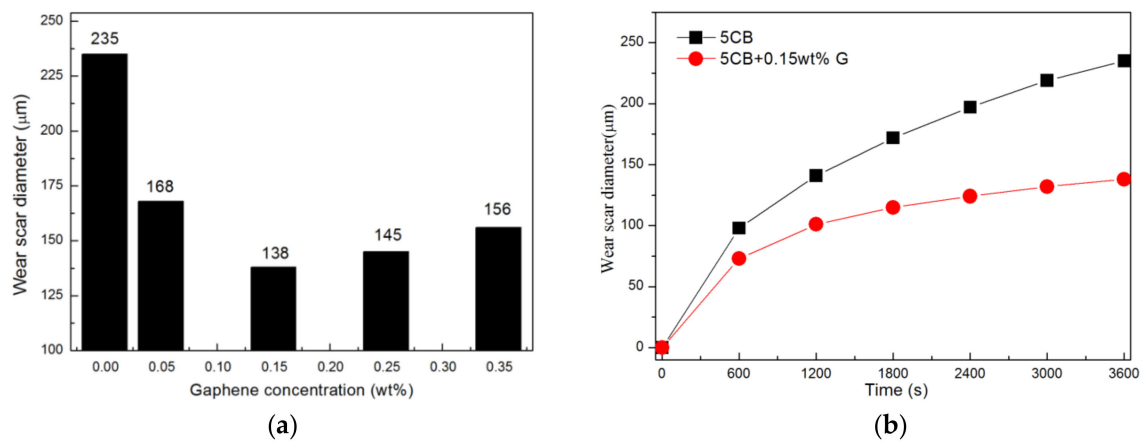 250
225
200
175
150
125
100
235
168
138
145
156
0.00 0.05 0.10 0.15 0.20 0.25 0.30 0.35
Wear scar diameter (μm)
Gaphene concentration (wt%)
(a)
5CB
5CB+0.15wt% G
250
200
150
100
50
0
0 600 1200 1800 2400 3000 3600
Wear scar diameter(μm)
Time (s)
(b)